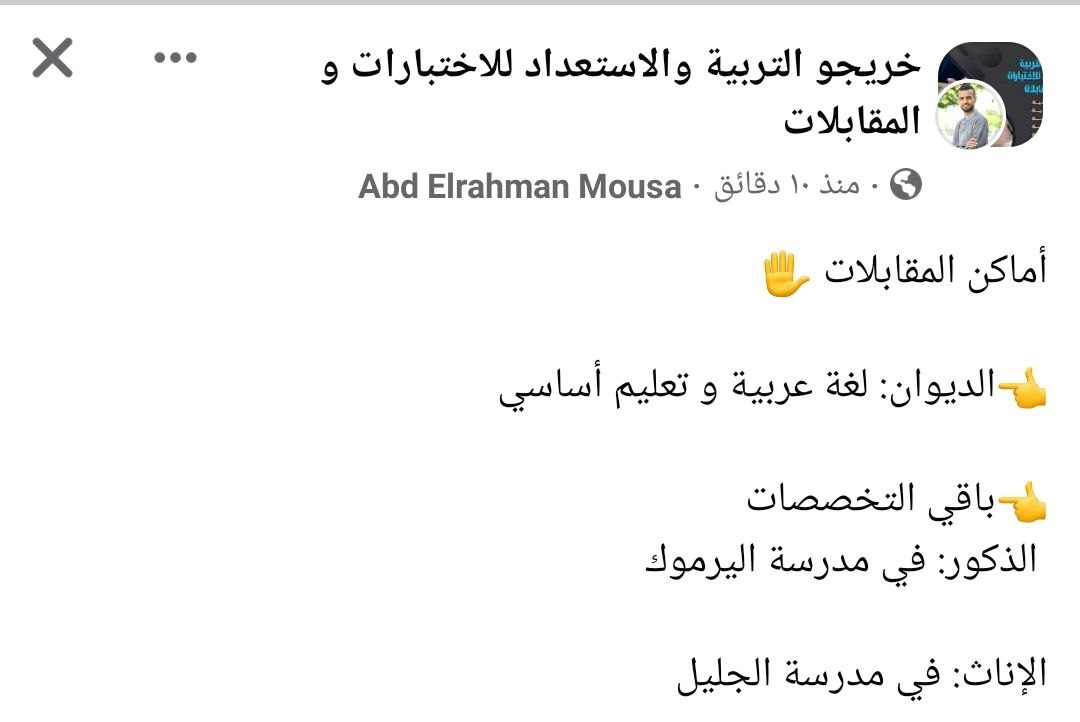 خريجو التربية والاستعداد للاختبارات و
المقابلات
Abd Elrahman Mousa · منذ ١٠ دقائق ·
أماكن المقابلات 🖐
👈الديوان: لغة عربية و تعليم أساسي
👈باقي التخصصات
الذكور: في مدرسة اليرموك
الإناث: في مدرسة الجليل